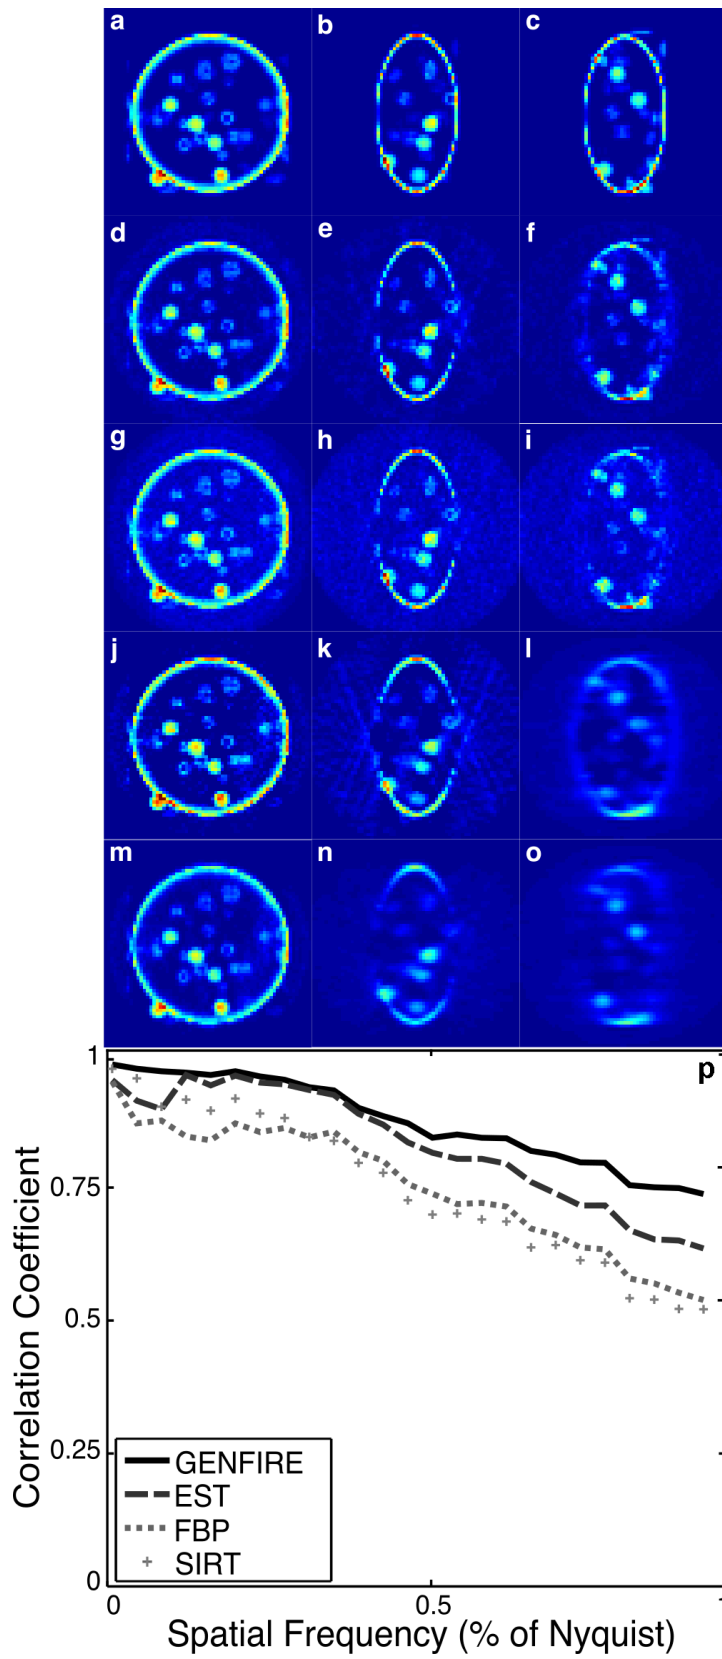 a b c
d e f
g h i
j k l
m n o
p
1
0.75
0.5
0.25
0
Correlation Coefficient
GENFIRE
EST
FBP
SIRT
0 0.5 1
Spatial Frequency (% of Nyquist)